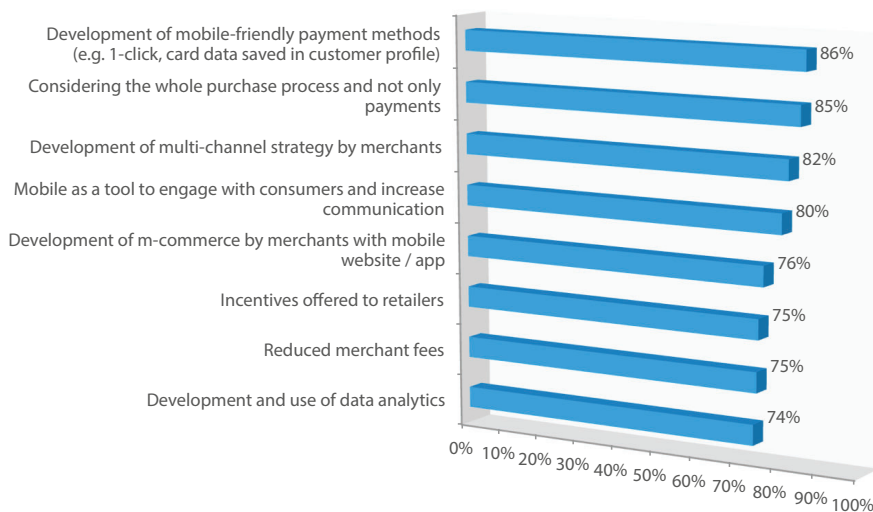 Development of mobile-friendly payment methods
(e.g. 1-click, card data saved in customer profile)
86%
Considering the whole purchase process and not only
payments
85%
Development of multi-channel strategy by merchants
82%
Mobile as a tool to engage with consumers and increase
communication
80%
Development of m-commerce by merchants with mobile
website / app
76%
Incentives offered to retailers
75%
Reduced merchant fees
75%
Development and use of data analytics
74%
0% 10% 20% 30% 40% 50% 60% 70% 80% 90% 100%